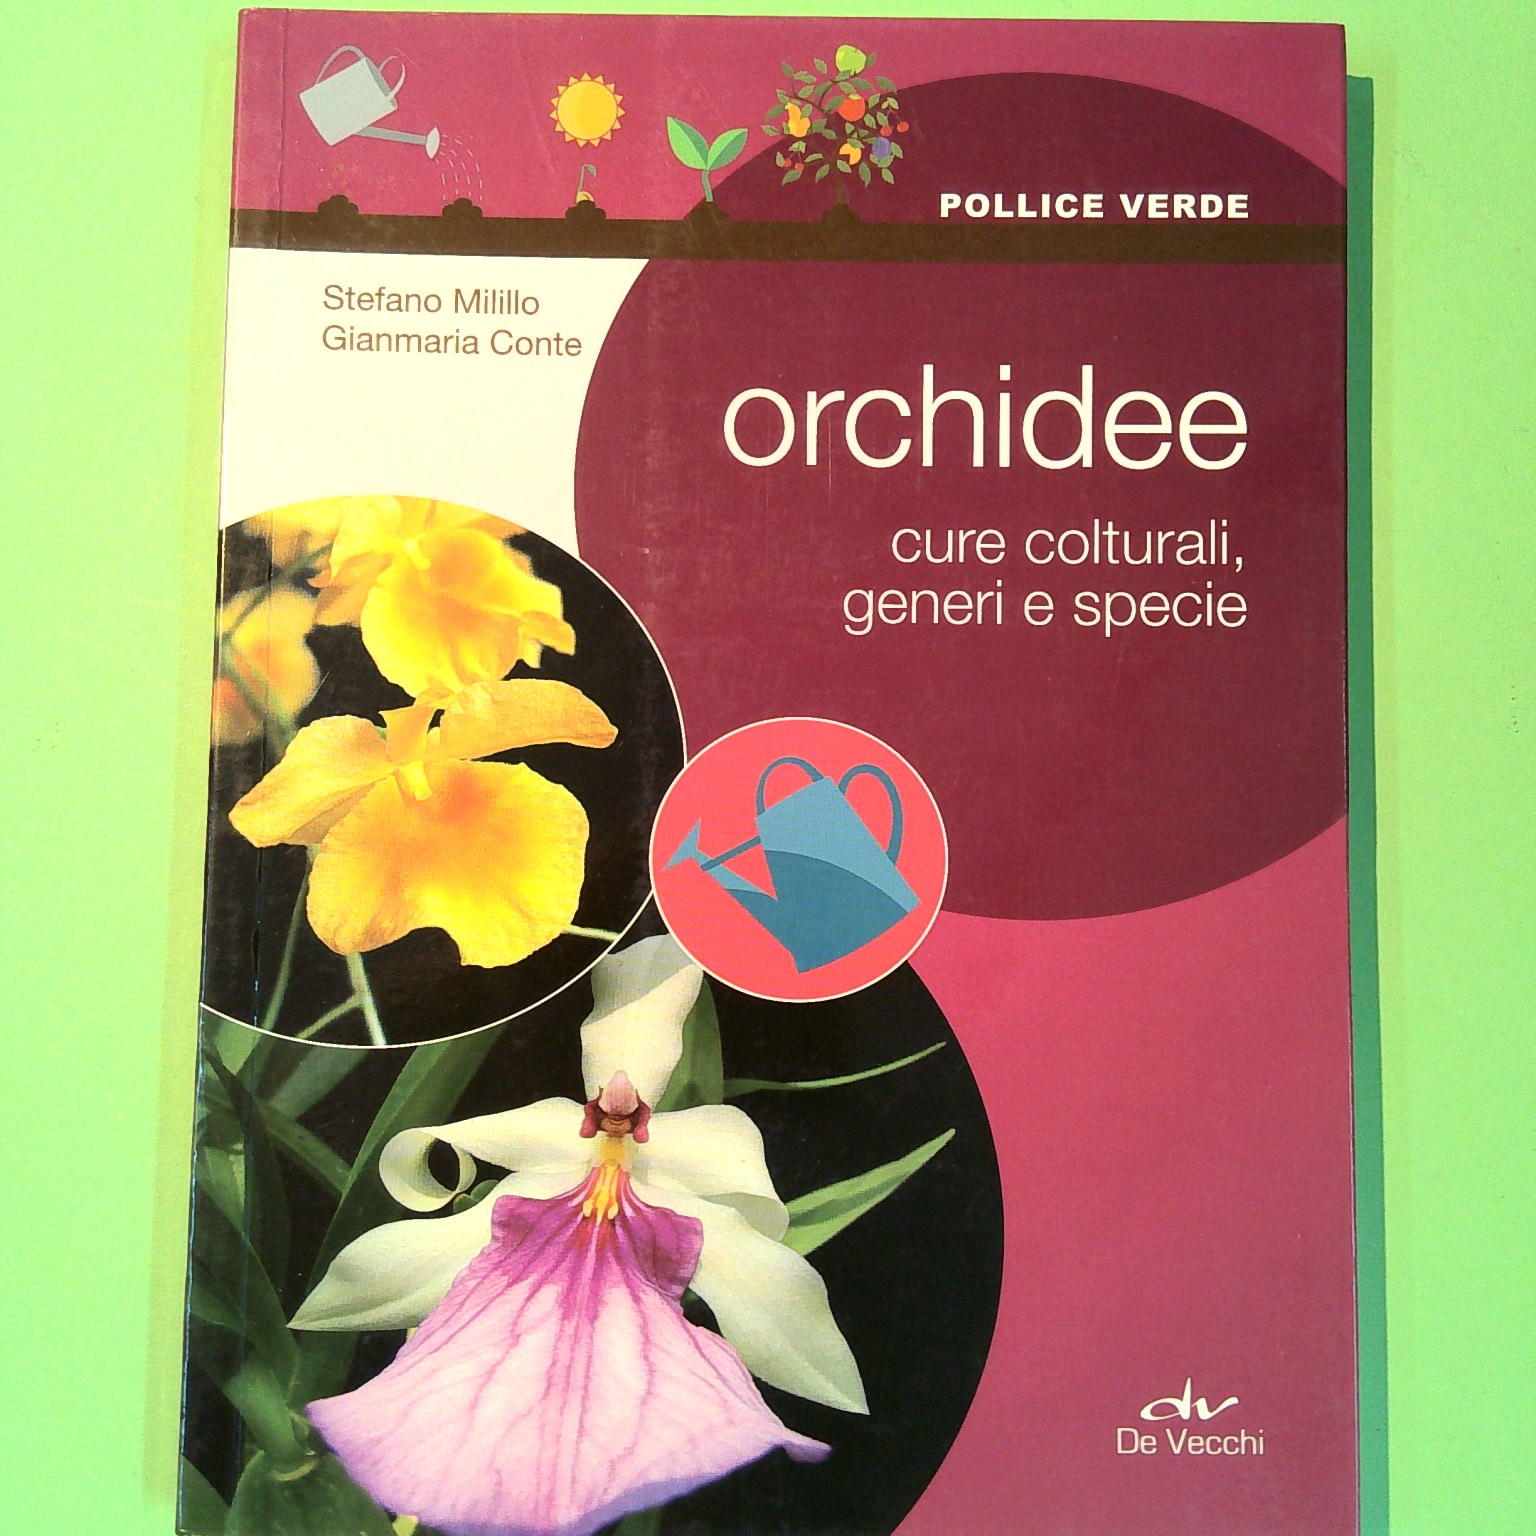 POLLICE VERDE
Stefano Milillo
Gianmaria Conte
orchidee
cure colturali,
generi e specie
dv
De Vecchi